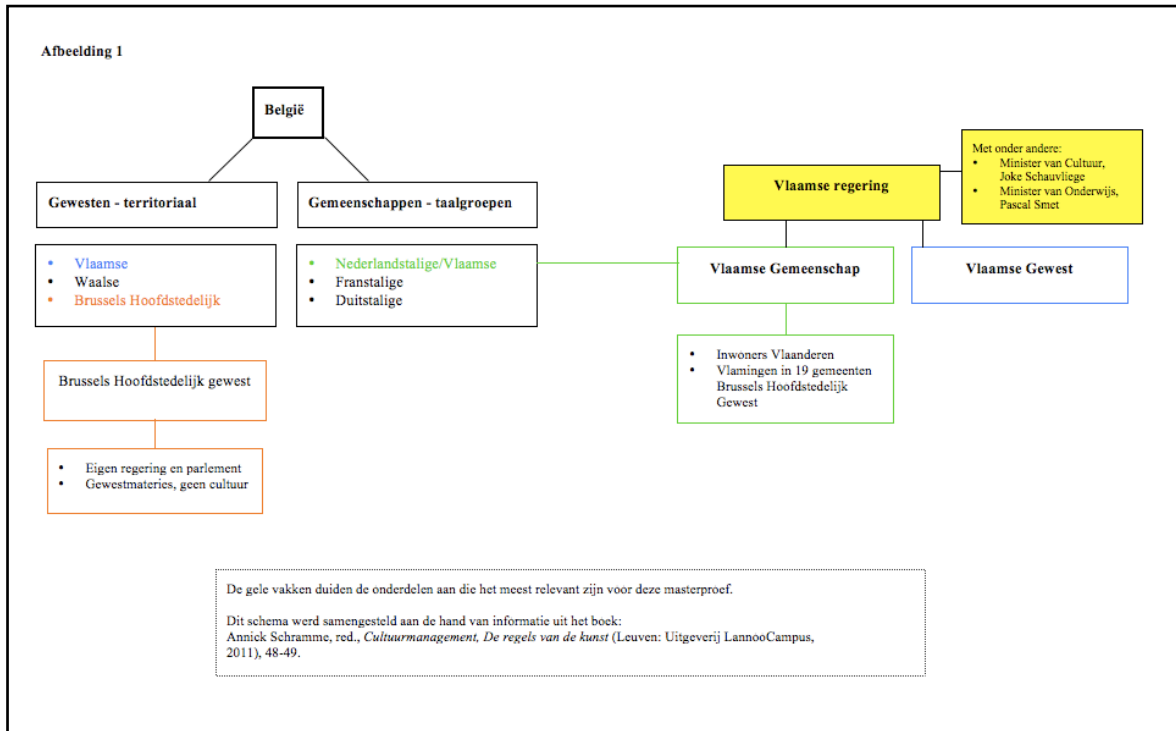 Afbeelding 1
België
Gewesten - territoriaal
Gemeenschappen - taalgroepen
• Vlaamse
• Waalse
• Brussels Hoofdstedelijk
• Nederlandstalige/Vlaamse
• Franstalige
• Duitstalige
Brussels Hoofdstedelijk gewest
• Eigen regering en parlement
• Gewestmateries, geen cultuur
Vlaamse regering
Met onder andere:
• Minister van Cultuur,
Joke Schauvliege
• Minister van Onderwijs,
Pascal Smet
Vlaamse Gemeenschap
Vlaamse Gewest
• Inwoners Vlaanderen
• Vlamingen in 19 gemeenten
Brussels Hoofdstedelijk
Gewest
De gele vakken duiden de onderdelen aan die het meest relevant zijn voor deze masterproef.
Dit schema werd samengesteld aan de hand van informatie uit het boek:
Annick Schramme, red., Cultuurmanagement, De regels van de kunst (Leuven: Uitgeverij LannooCampus,
2011), 48-49.